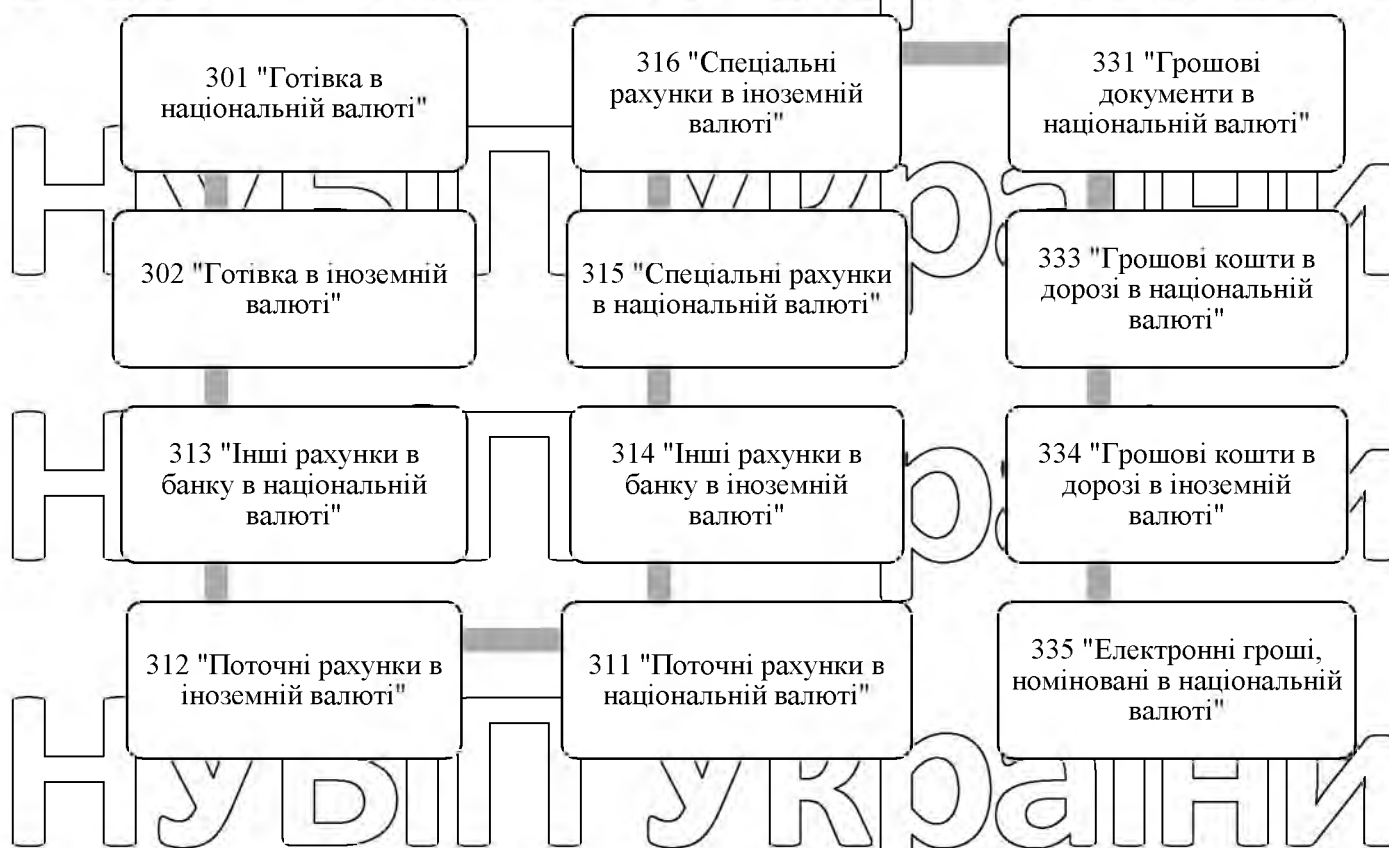 301 "Готівка в
національній валюті"
316 "Спеціальні
рахунки в іноземній
валюті"
331 "Грошові
документи в
національній валюті"
302 "Готівка в іноземній
валюті"
315 "Спеціальні рахунки
в національній валюті"
333 "Грошові кошти в
дорозі в національній
валюті"
313 "Інші рахунки в
банку в національній
валюті"
314 "Інші рахунки в
банку в іноземній
валюті"
334 "Грошові кошти в
дорозі в іноземній
валюті"
312 "Поточні рахунки в
іноземній валюті"
311 "Поточні рахунки в
національній валюті"
335 "Електронні гроші,
номіновані в національній
валюті"